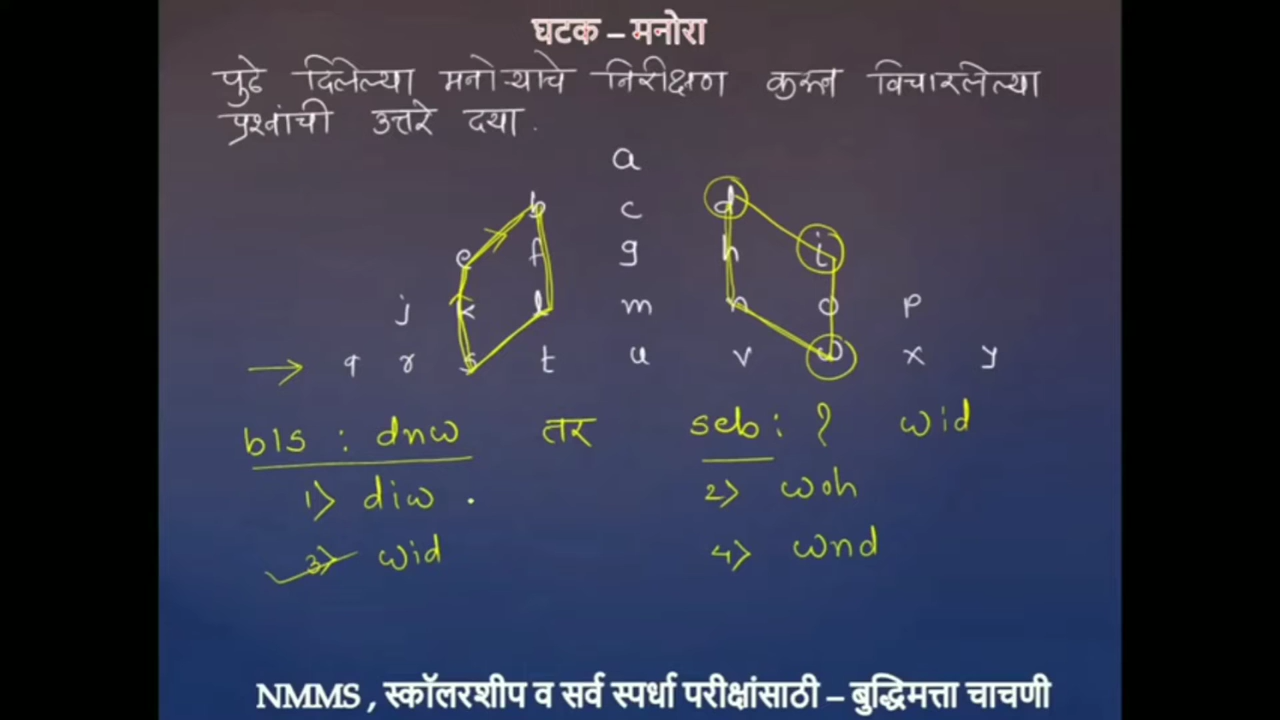 घटक – मनोरा
पुढे दिलेल्या मनोऱ्याचे निरीक्षण करून विचारलेल्या
प्रश्नांची उत्तरे दया.
a
b c d
e f g h i
j k l m n o p
q r s t u v w x y
bls : dnw तर seb : ? wid
1) diw . 2) woh
3) wid 4) wnd
NMMS , स्कॉलरशीप व सर्व स्पर्धा परीक्षांसाठी – बुद्धिमत्ता चाचणी